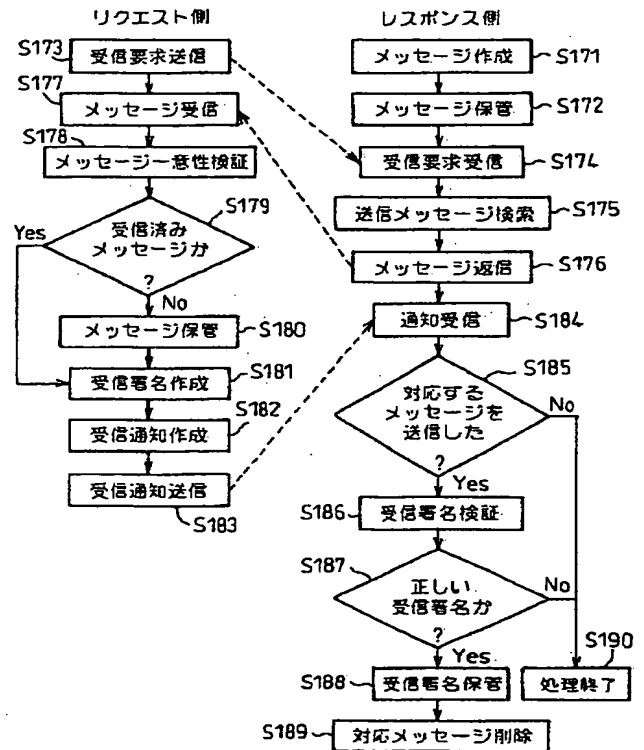 リクエスト側
S173
受信要求送信
S177
メッセージ受信
S178
メッセージ一意性検証
S179
受信済み
メッセージか
?
Yes
No
メッセージ保管
S180
受信署名作成
S181
S182
受信通知作成
受信通知送信
S183
レスポンス側
メッセージ作成
S171
メッセージ保管
S172
受信要求受信
S174
送信メッセージ検索
S175
メッセージ返信
S176
通知受信
S184
S185
対応する
メッセージを
送信した
?
No
Yes
S186
受信署名検証
S187
正しい
受信署名か
?
No
Yes
S188
受信署名保管
S190
処理終了
S189
対応メッセージ削除